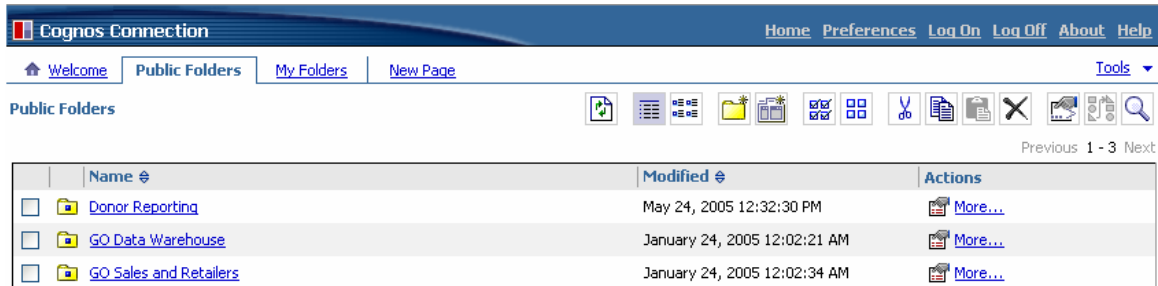 Cognos Connection Home Preferences Log On Log Off About Help
Welcome Public Folders My Folders New Page Tools
Public Folders
Previous 1 - 3 Next
Name Modified Actions
Donor Reporting May 24, 2005 12:32:30 PM More...
GO Data Warehouse January 24, 2005 12:02:21 AM More...
GO Sales and Retailers January 24, 2005 12:02:34 AM More...